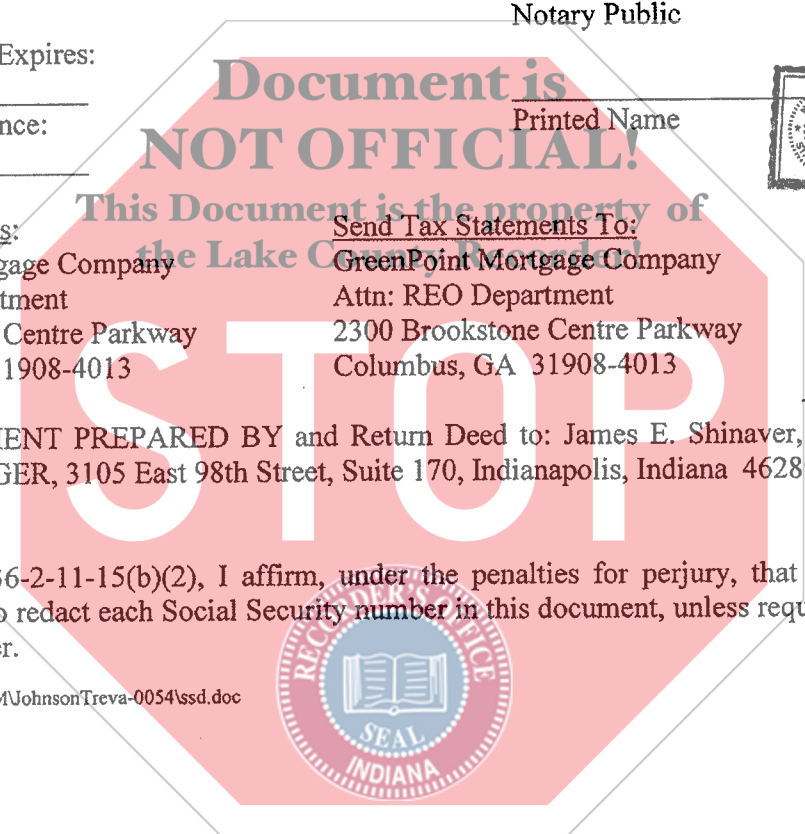 Notary Public
Expires:
Document is
nce:
Printed Name
NOT OFFICIAL!
This Document is the property of
the Lake County Recorder!
s:
gage Company
tment
Centre Parkway
1908-4013
Send Tax Statements To:
GreenPoint Mortgage Company
Attn: REO Department
2300 Brookstone Centre Parkway
Columbus, GA 31908-4013
STOP
MENT PREPARED BY and Return Deed to: James E. Shinaver,
GER, 3105 East 98th Street, Suite 170, Indianapolis, Indiana 4628
36-2-11-15(b)(2), I affirm, under the penalties for perjury, that
o redact each Social Security number in this document, unless requ
er.
M\JohnsonTreva-0054\ssd.doc
RECORDER'S OFFICE
SEAL
INDIANA